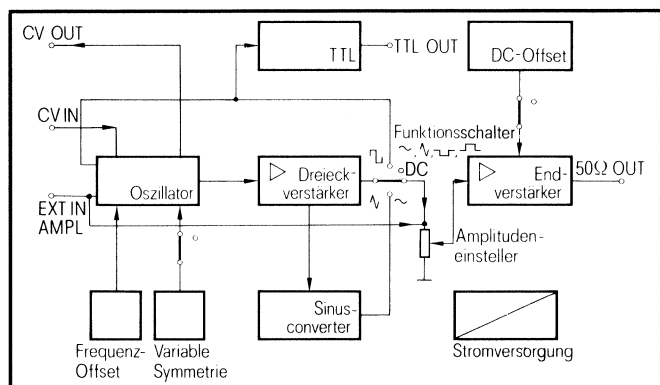 CV OUT
TTL
TTL OUT
DC-Offset
CV IN
Funktionsschalter
Oszillator
Dreieck-
verstärker
DC
End-
verstärker
50Ω OUT
EXT IN
AMPL
Amplituden-
einsteller
Sinus-
converter
Frequenz-
Offset
Variable
Symmetrie
Stromversorgung